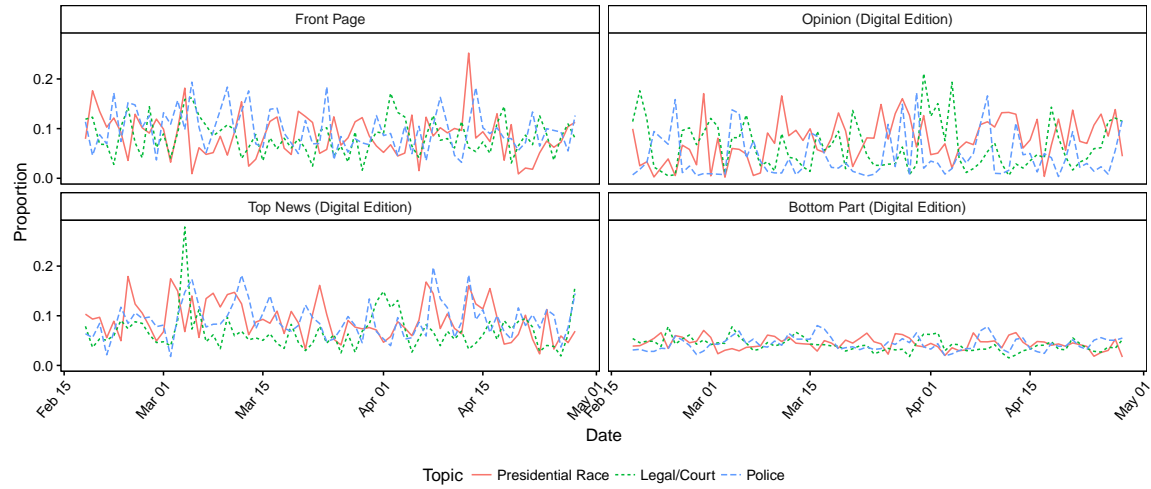 Front Page
Opinion (Digital Edition)
0.2
0.1
0.0
Top News (Digital Edition)
Bottom Part (Digital Edition)
0.2
0.1
0.0
Proportion
Feb 15
Mar 01
Mar 15
Apr 01
Apr 15
May 01
Feb 15
Mar 01
Mar 15
Apr 01
Apr 15
May 01
Date
Topic Presidential Race Legal/Court Police